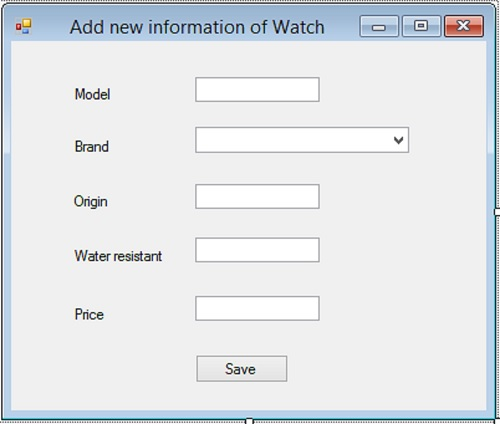 Add new information of Watch
Model
Brand
Origin
Water resistant
Price
Save